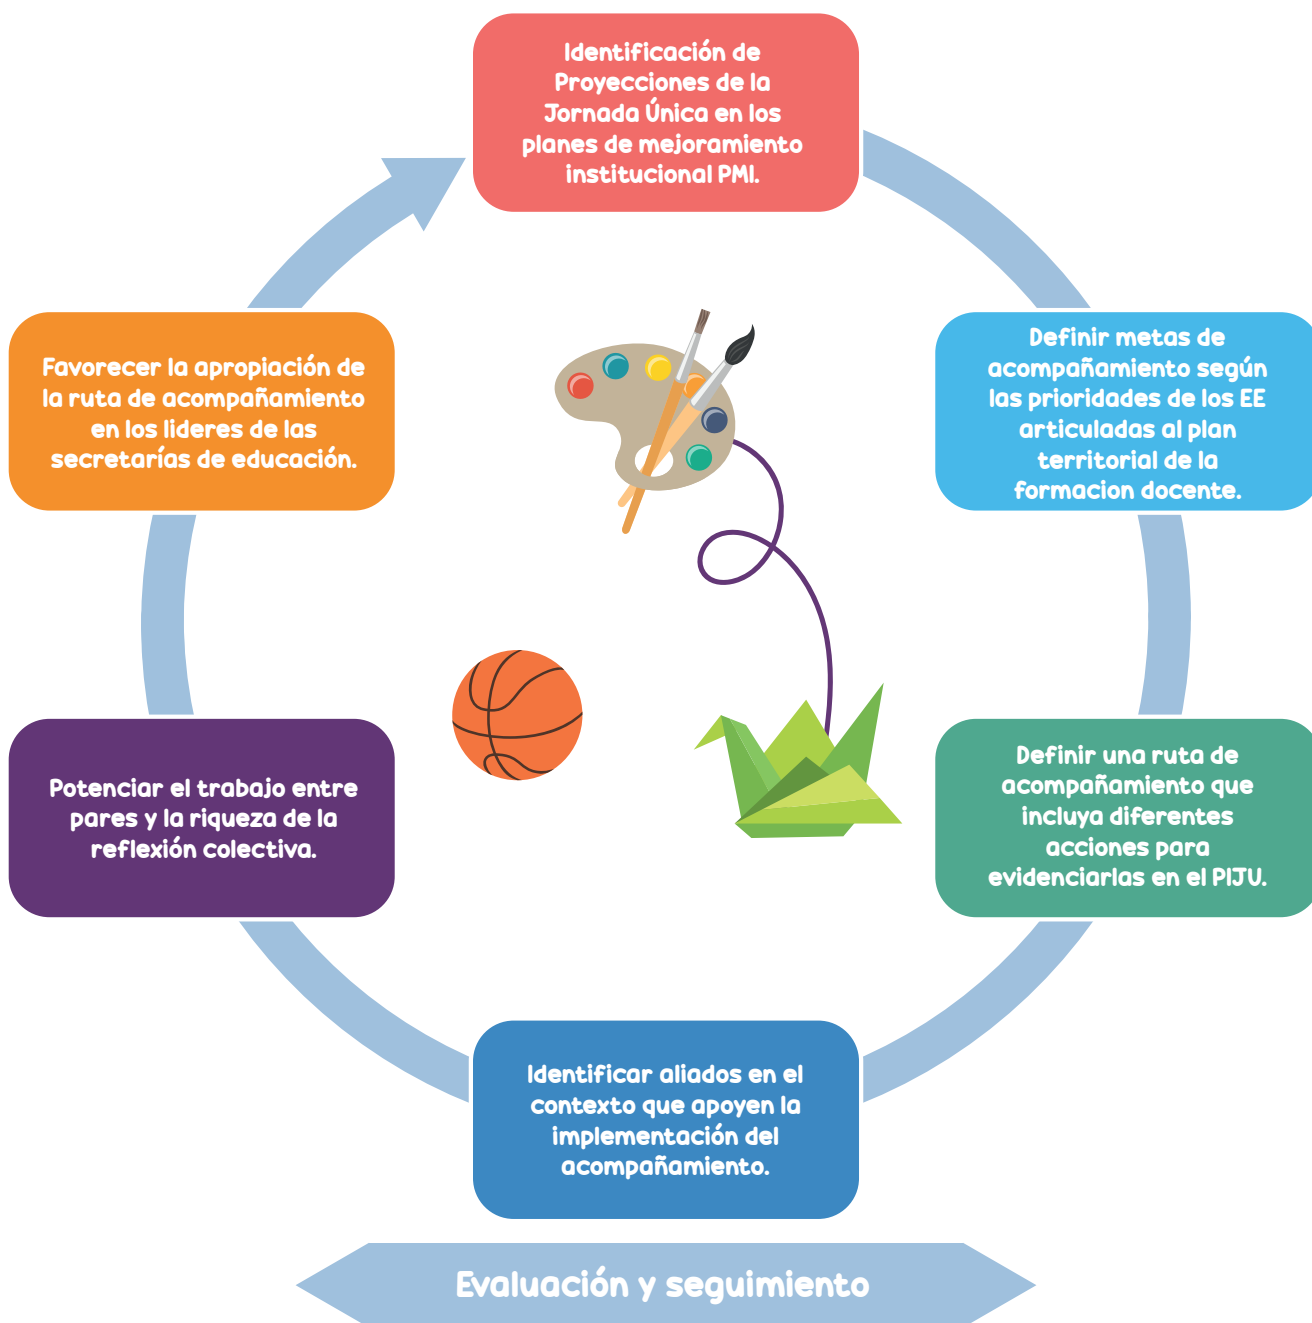 Identificación de
Proyecciones de la
Jornada Única en los
planes de mejoramiento
institucional PMI.
Definir metas de
acompañamiento según
las prioridades de los EE
articuladas al plan
territorial de la
formacion docente.
Definir una ruta de
acompañamiento que
incluya diferentes
acciones para
evidenciarlas en el PIJU.
Identificar aliados en el
contexto que apoyen la
implementación del
acompañamiento.
Potenciar el trabajo entre
pares y la riqueza de la
reflexión colectiva.
Favorecer la apropiación de
la ruta de acompañamiento
en los lideres de las
secretarías de educación.
Evaluación y seguimiento